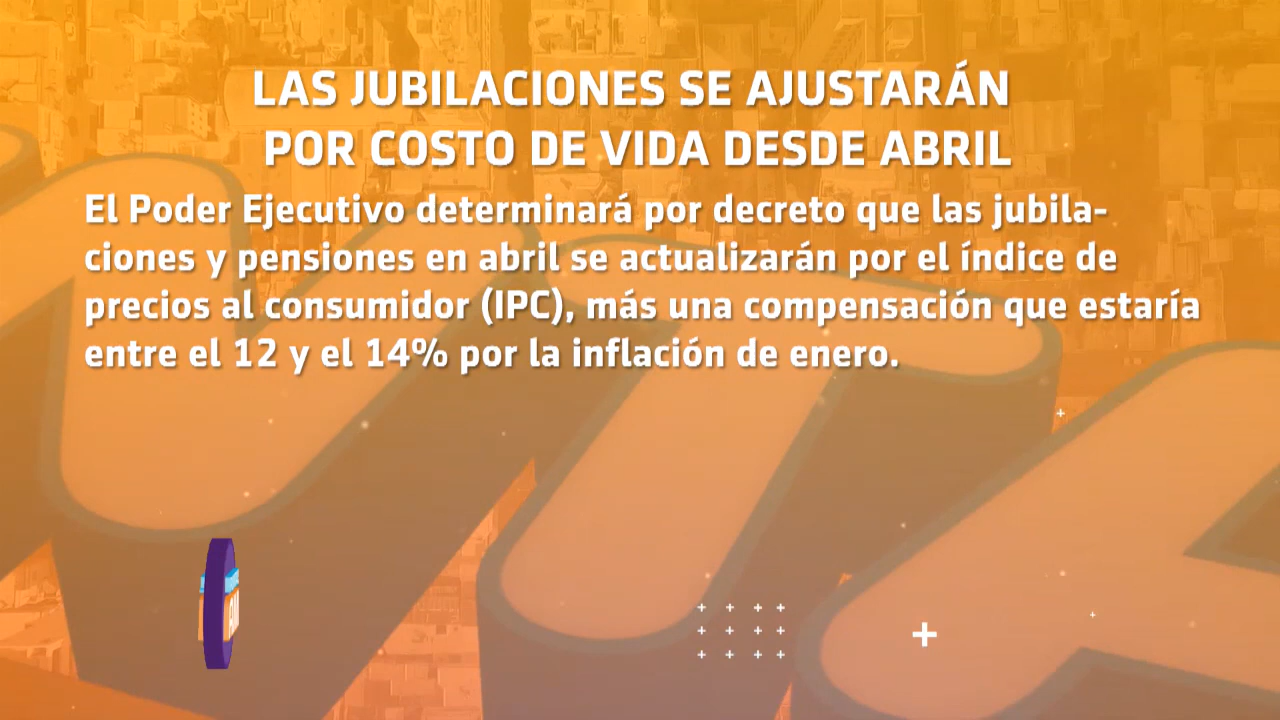 LAS JUBILACIONES SE AJUSTARÁN
POR COSTO DE VIDA DESDE ABRIL
El Poder Ejecutivo determinará por decreto que las jubila-
ciones y pensiones en abril se actualizarán por el índice de
precios al consumidor (IPC), más una compensación que estaría
entre el 12 y el 14% por la inflación de enero.